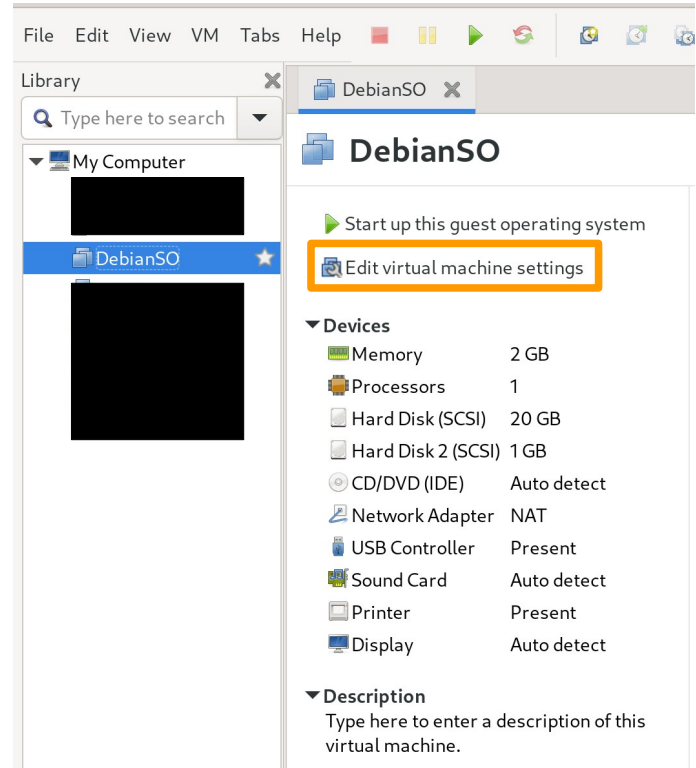 File Edit View VM Tabs Help
Library
DebianSO
Type here to search
DebianSO
My Computer
Start up this guest operating system
DebianSO
Edit virtual machine settings
Devices
Memory 2 GB
Processors 1
Hard Disk (SCSI) 20 GB
Hard Disk 2 (SCSI) 1 GB
CD/DVD (IDE) Auto detect
Network Adapter NAT
USB Controller Present
Sound Card Auto detect
Printer Present
Display Auto detect
Description
Type here to enter a description of this
virtual machine.